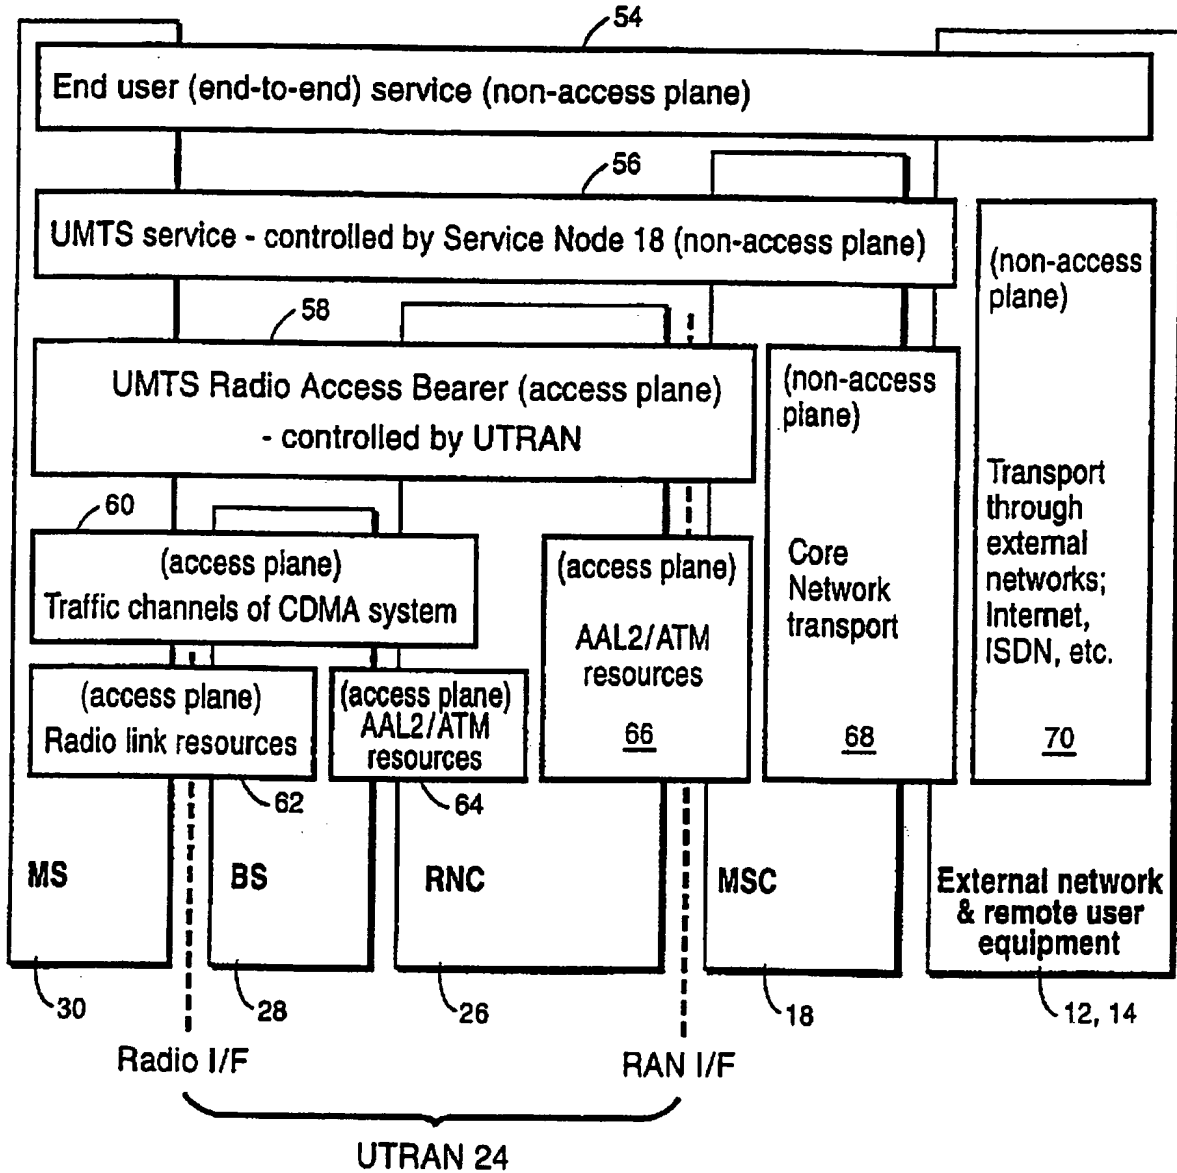 54
End user (end-to-end) service (non-access plane)
56
UMTS service - controlled by Service Node 18 (non-access plane)
(non-access
plane)
Transport
through
external
networks;
Internet,
ISDN, etc.
70
58
UMTS Radio Access Bearer (access plane)
- controlled by UTRAN
(non-access
plane)
Core
Network
transport
68
60
(access plane)
Traffic channels of CDMA system
(access plane)
AAL2/ATM
resources
66
(access plane)
Radio link resources
62
(access plane)
AAL2/ATM
resources
64
MS
BS
RNC
MSC
External network
& remote user
equipment
30
28
26
18
12, 14
Radio I/F
RAN I/F
UTRAN 24